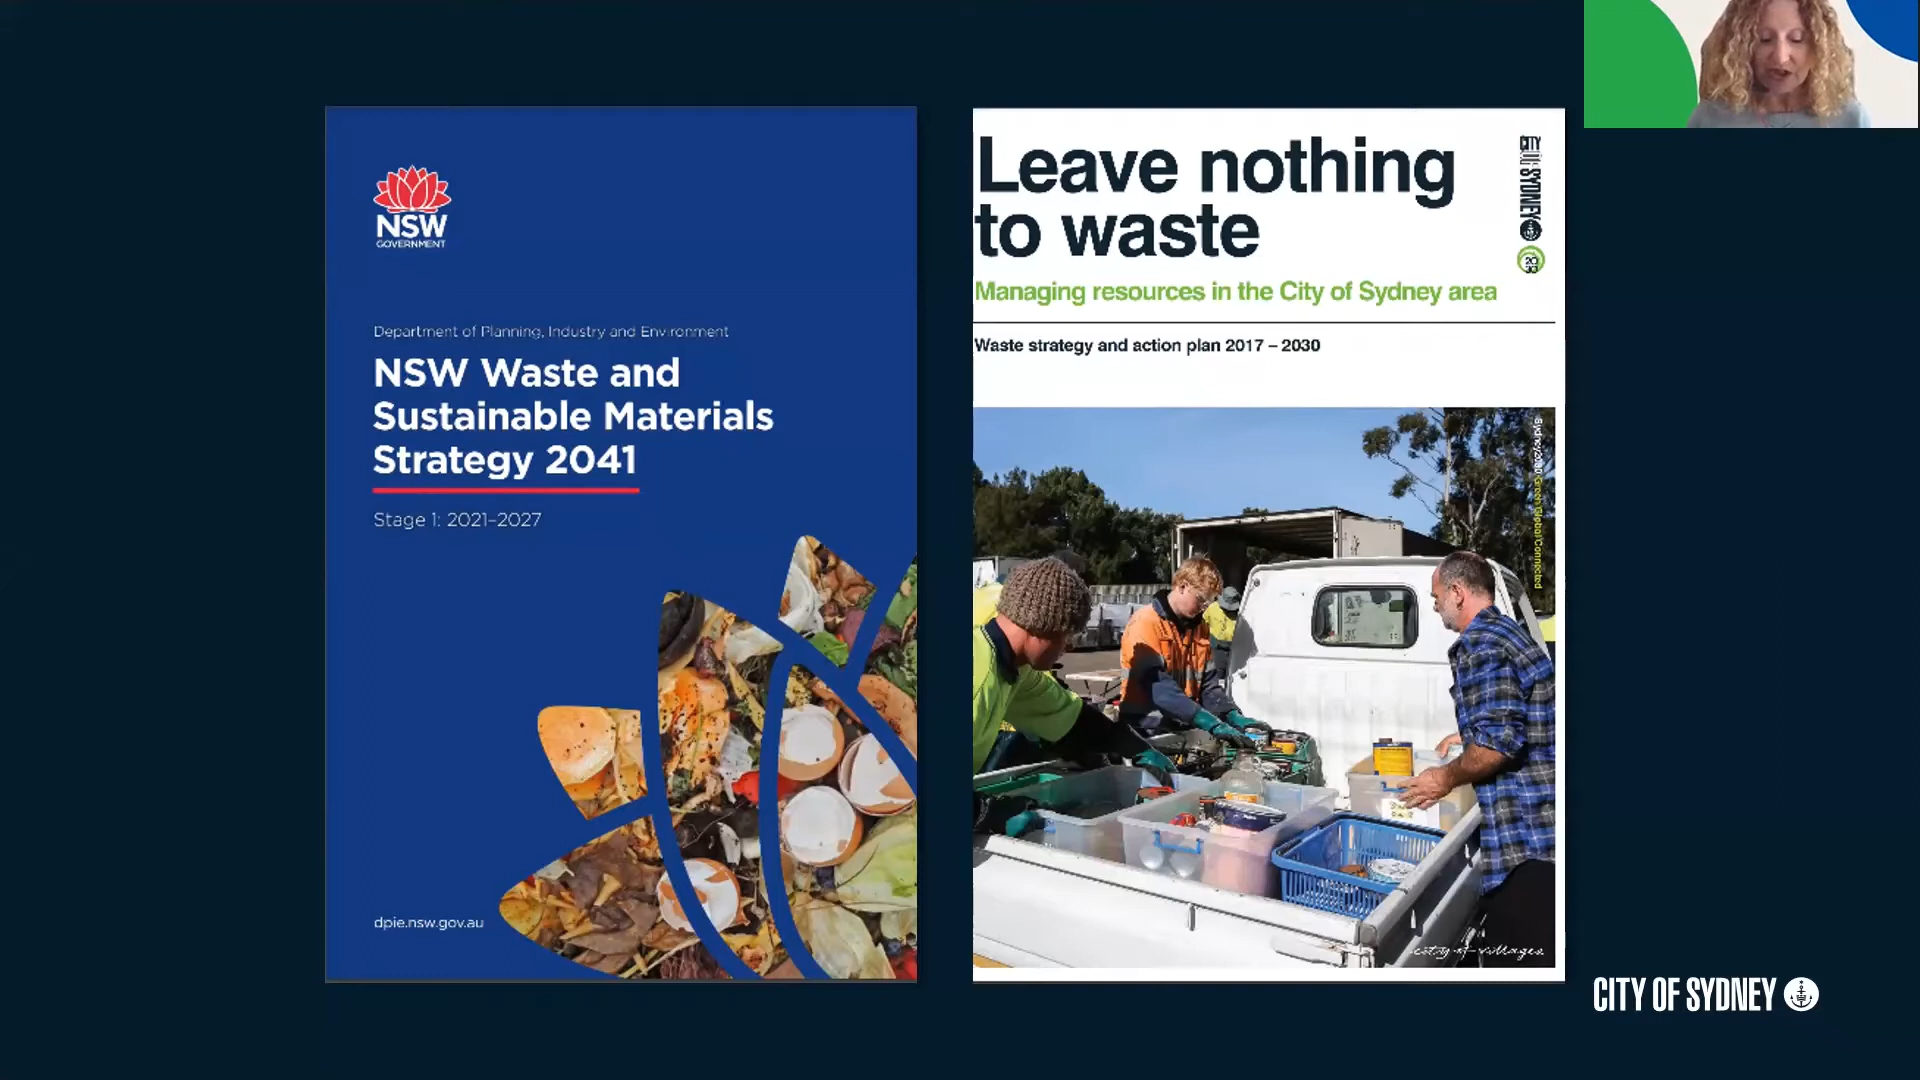 NSW
GOVERNMENT
Department of Planning, Industry and Environment
NSW Waste and
Sustainable Materials
Strategy 2041
Stage 1: 2021–2027
dpie.nsw.gov.au
Leave nothing
to waste
Managing resources in the City of Sydney area
Waste strategy and action plan 2017 – 2030
CITY OF SYDNEY
2030
Sydney2030/Green/Global/Connected
city of villages
CITY OF SYDNEY